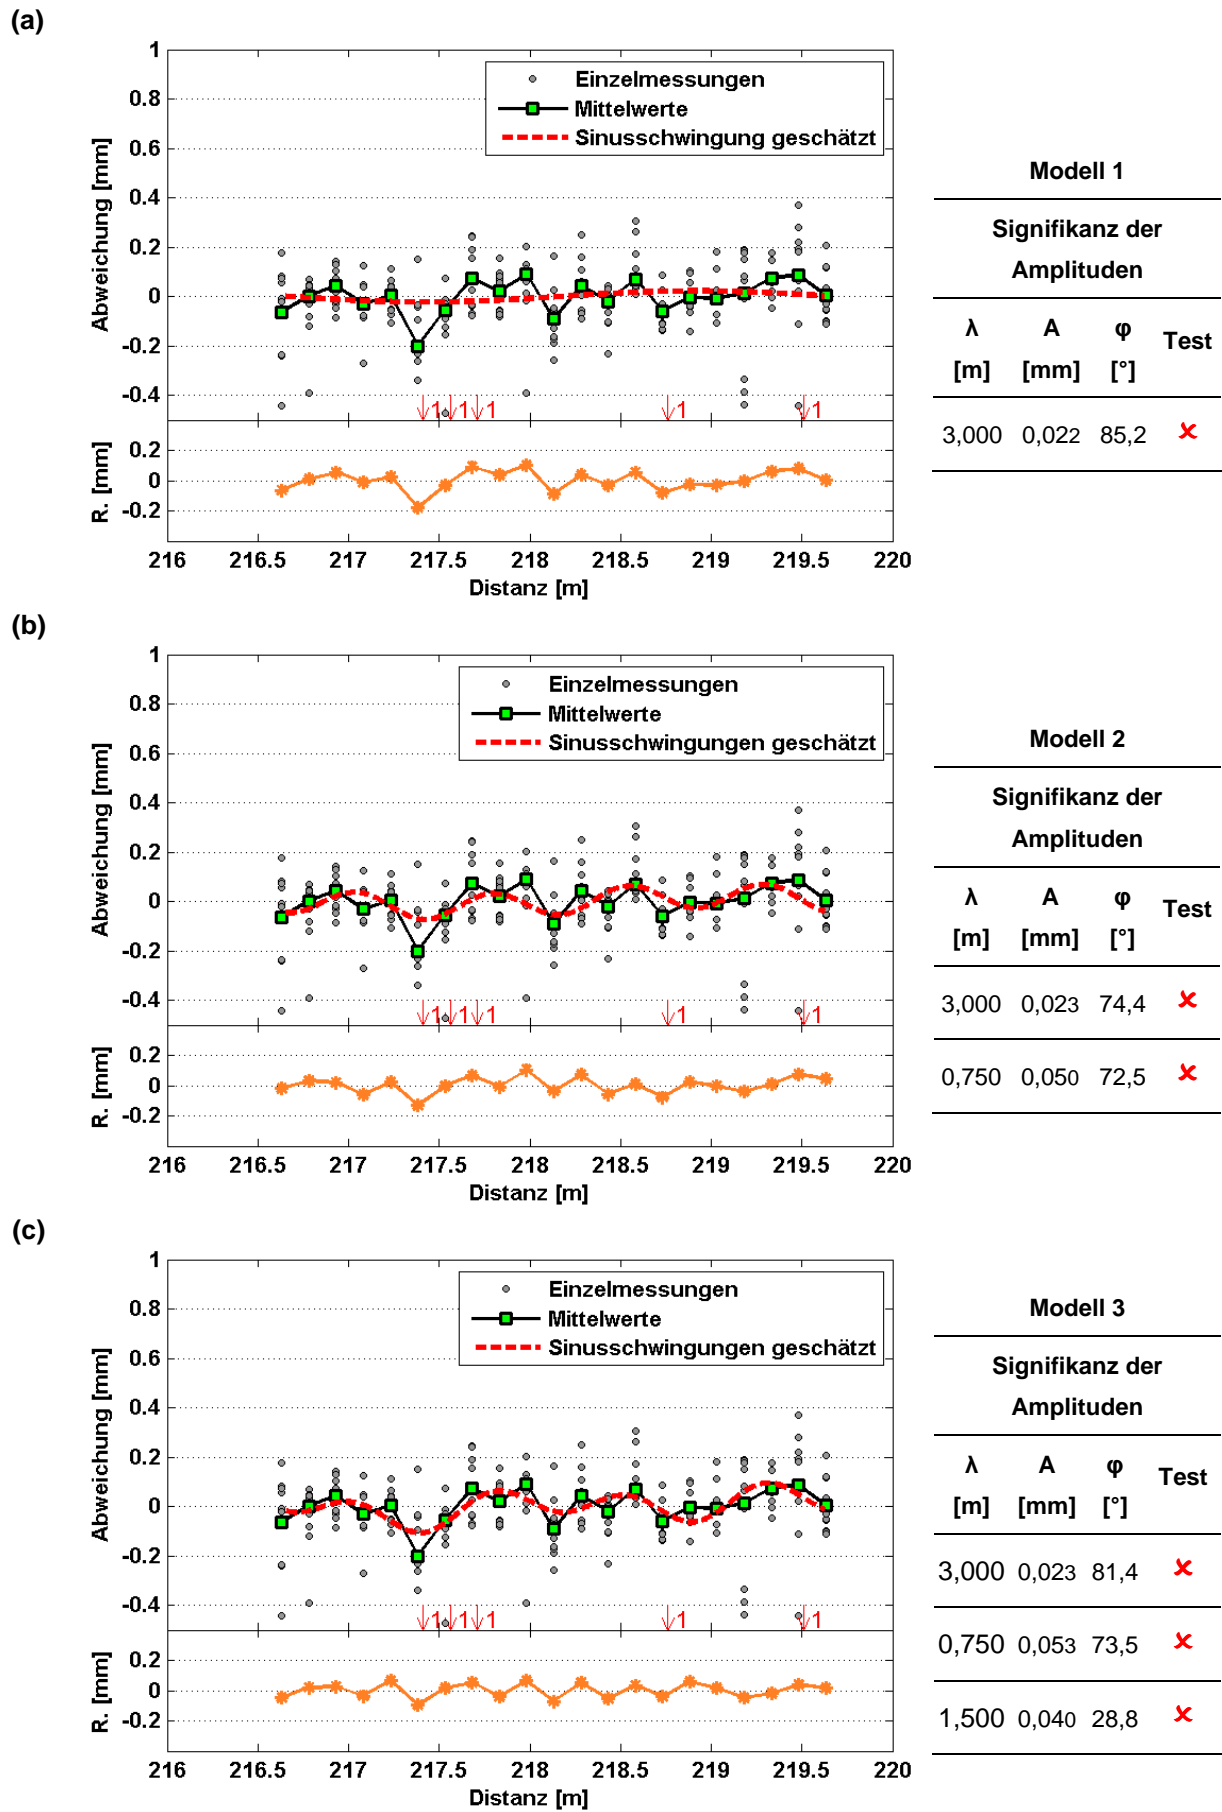 (a)
1
0.8
0.6
0.4
0.2
0
-0.2
-0.4
Abweichung [mm]
Einzelmessungen
Mittelwerte
Sinusschwingung geschätzt
1 1 1 1 1
0.2
0
-0.2
R. [mm]
216 216.5 217 217.5 218 218.5 219 219.5 220
Distanz [m]
Modell 1
Signifikanz der
Amplituden
λ A φ Test
[m] [mm] [°]
3,000 0,022 85,2 ✘
(b)
1
0.8
0.6
0.4
0.2
0
-0.2
-0.4
Abweichung [mm]
Einzelmessungen
Mittelwerte
Sinusschwingungen geschätzt
1 1 1 1 1
0.2
0
-0.2
R. [mm]
216 216.5 217 217.5 218 218.5 219 219.5 220
Distanz [m]
Modell 2
Signifikanz der
Amplituden
λ A φ Test
[m] [mm] [°]
3,000 0,023 74,4 ✘
0,750 0,050 72,5 ✘
(c)
1
0.8
0.6
0.4
0.2
0
-0.2
-0.4
Abweichung [mm]
Einzelmessungen
Mittelwerte
Sinusschwingungen geschätzt
1 1 1 1 1
0.2
0
-0.2
R. [mm]
216 216.5 217 217.5 218 218.5 219 219.5 220
Distanz [m]
Modell 3
Signifikanz der
Amplituden
λ A φ Test
[m] [mm] [°]
3,000 0,023 81,4 ✘
0,750 0,053 73,5 ✘
1,500 0,040 28,8 ✘